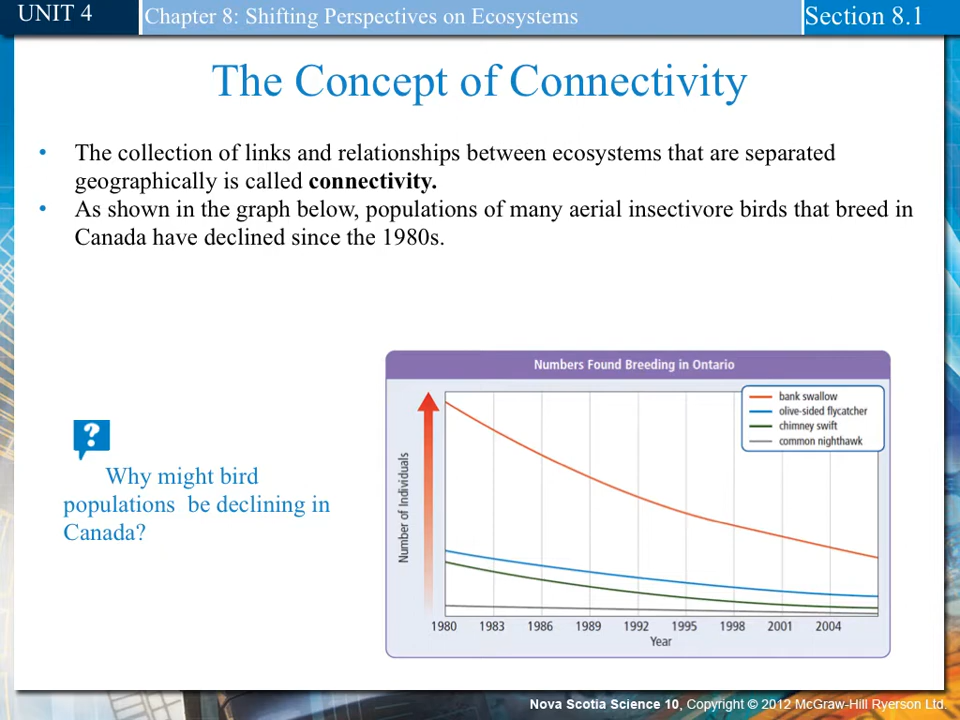 UNIT 4
Chapter 8: Shifting Perspectives on Ecosystems
Section 8.1
The Concept of Connectivity
• The collection of links and relationships between ecosystems that are separated
geographically is called connectivity.
• As shown in the graph below, populations of many aerial insectivore birds that breed in
Canada have declined since the 1980s.
?
Why might bird
populations be declining in
Canada?
Numbers Found Breeding in Ontario
bank swallow
olive-sided flycatcher
chimney swift
common nighthawk
Number of Individuals
1980 1983 1986 1989 1992 1995 1998 2001 2004
Year
Nova Scotia Science 10, Copyright © 2012 McGraw-Hill Ryerson Ltd.